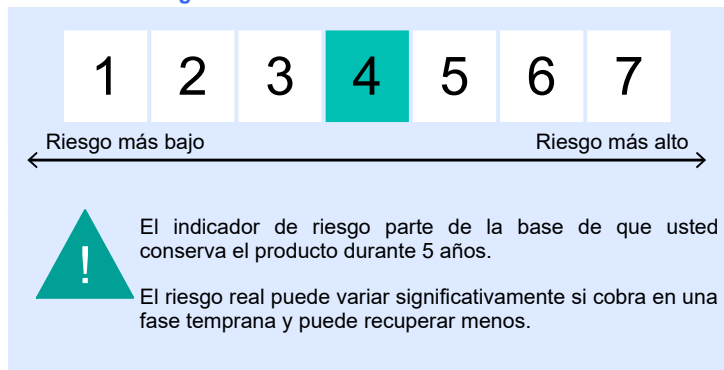 1 2 3 4 5 6 7
Riesgo más bajo Riesgo más alto
!
El indicador de riesgo parte de la base de que usted
conserva el producto durante 5 años.
El riesgo real puede variar significativamente si cobra en una
fase temprana y puede recuperar menos.